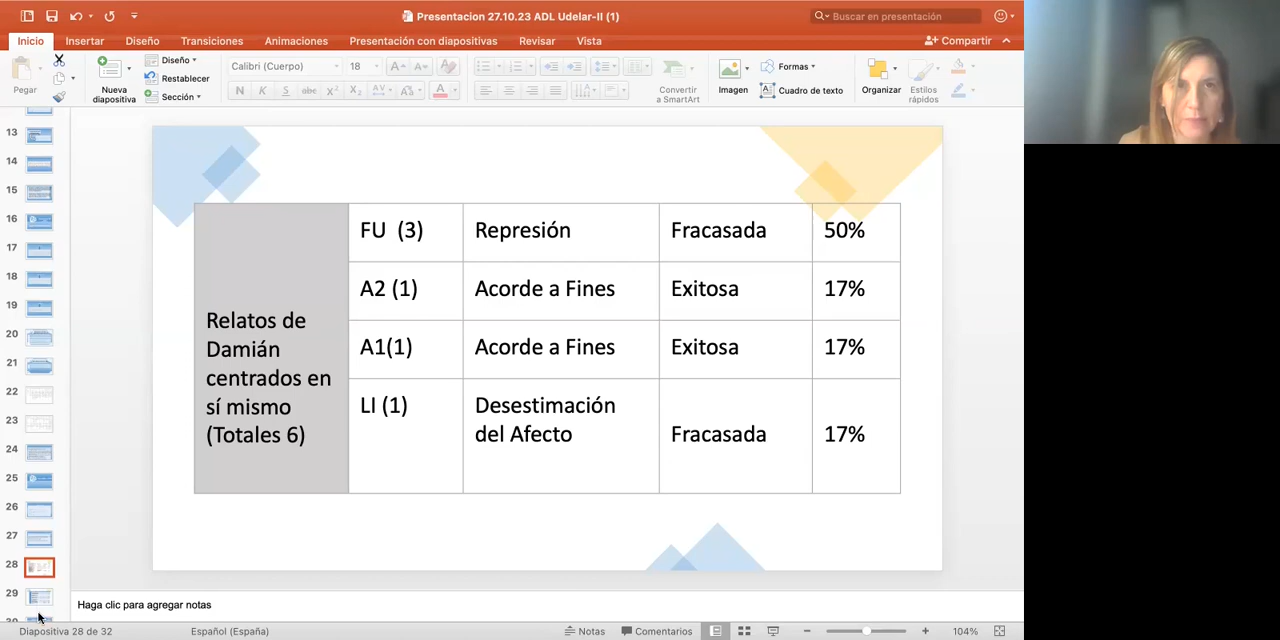 Presentacion 27.10.23 ADL Udelar-II (1)
Buscar en presentación
Inicio
Insertar
Diseño
Transiciones
Animaciones
Presentación con diapositivas
Revisar
Vista
Compartir
Pegar
Nueva
diapositiva
Diseño
Restablecer
Sección
Calibri (Cuerpo)
18
N K S abc X² X₂ AV Aa A
Convertir
a SmartArt
Imagen
Formas
Cuadro de texto
Organizar
Estilos
rápidos
13
14
15
16
17
18
19
20
21
22
23
24
25
26
27
28
29
Relatos de
Damián
centrados en
sí mismo
(Totales 6)
FU (3) Represión Fracasada 50%
A2 (1) Acorde a Fines Exitosa 17%
A1(1) Acorde a Fines Exitosa 17%
LI (1) Desestimación
del Afecto Fracasada 17%
Haga clic para agregar notas
Diapositiva 28 de 32
Español (España)
Notas
Comentarios
104%